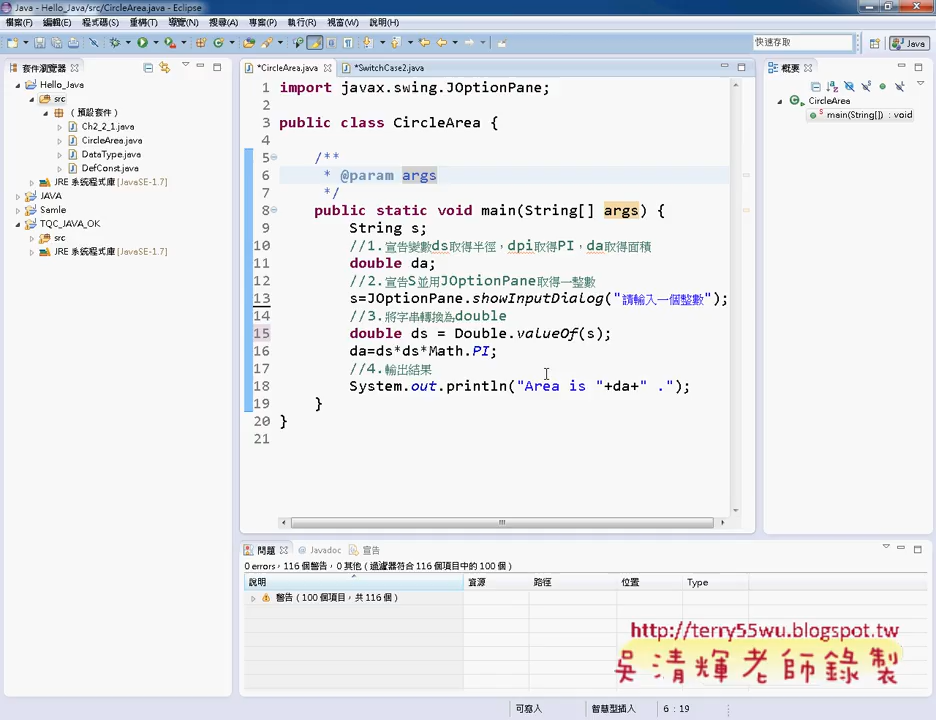 Java - Hello_Java/src/CircleArea.java - Eclipse
檔案(F) 編輯(E) 程式碼(S) 重構(T) 導覽(N) 搜尋(A) 專案(P) 執行(R) 視窗(W) 說明(H)
快速存取
Java
套件瀏覽器
Hello_Java
src
(預設套件)
Ch2_2_1.java
CircleArea.java
DataType.java
DefConst.java
JRE 系統程式庫 [JavaSE-1.7]
JAVA
Samle
TQC_JAVA_OK
src
JRE 系統程式庫 [JavaSE-1.7]
*CircleArea.java *SwitchCase2.java
1 import javax.swing.JOptionPane;
2
3 public class CircleArea {
4
5 /**
6 * @param args
7 */
8 public static void main(String[] args) {
9 String s;
10 //1.宣告變數ds取得半徑，dpi取得PI，da取得面積
11 double da;
12 //2.宣告S並用JOptionPane取得一整數
13 s=JOptionPane.showInputDialog("請輸入一個整數");
14 //3.將字串轉換為double
15 double ds = Double.valueOf(s);
16 da=ds*ds*Math.PI;
17 //4.輸出結果
18 System.out.println("Area is "+da+" .");
19 }
20 }
21
概要
CircleArea
main(String[]) : void
問題 @ Javadoc 宣告
0 errors，116 個警告，0 其他 (過濾器符合 116 個項目中的 100 個)
說明 資源 路徑 位置 Type
警告 (100 個項目，共 116 個)
http://terry55wu.blogspot.tw
吳清輝老師錄製
可寫入 智慧型插入 6 : 19